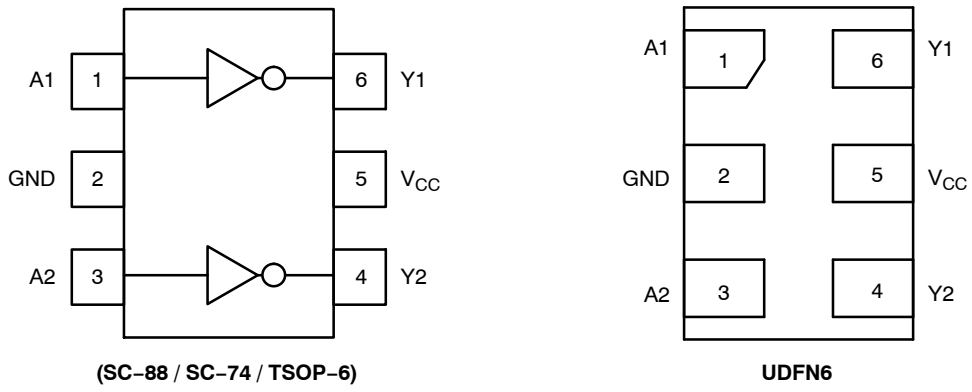 A1 1 6 Y1
GND 2 5 VCC
A2 3 4 Y2
(SC−88 / SC−74 / TSOP−6)
A1 1 6 Y1
GND 2 5 VCC
A2 3 4 Y2
UDFN6